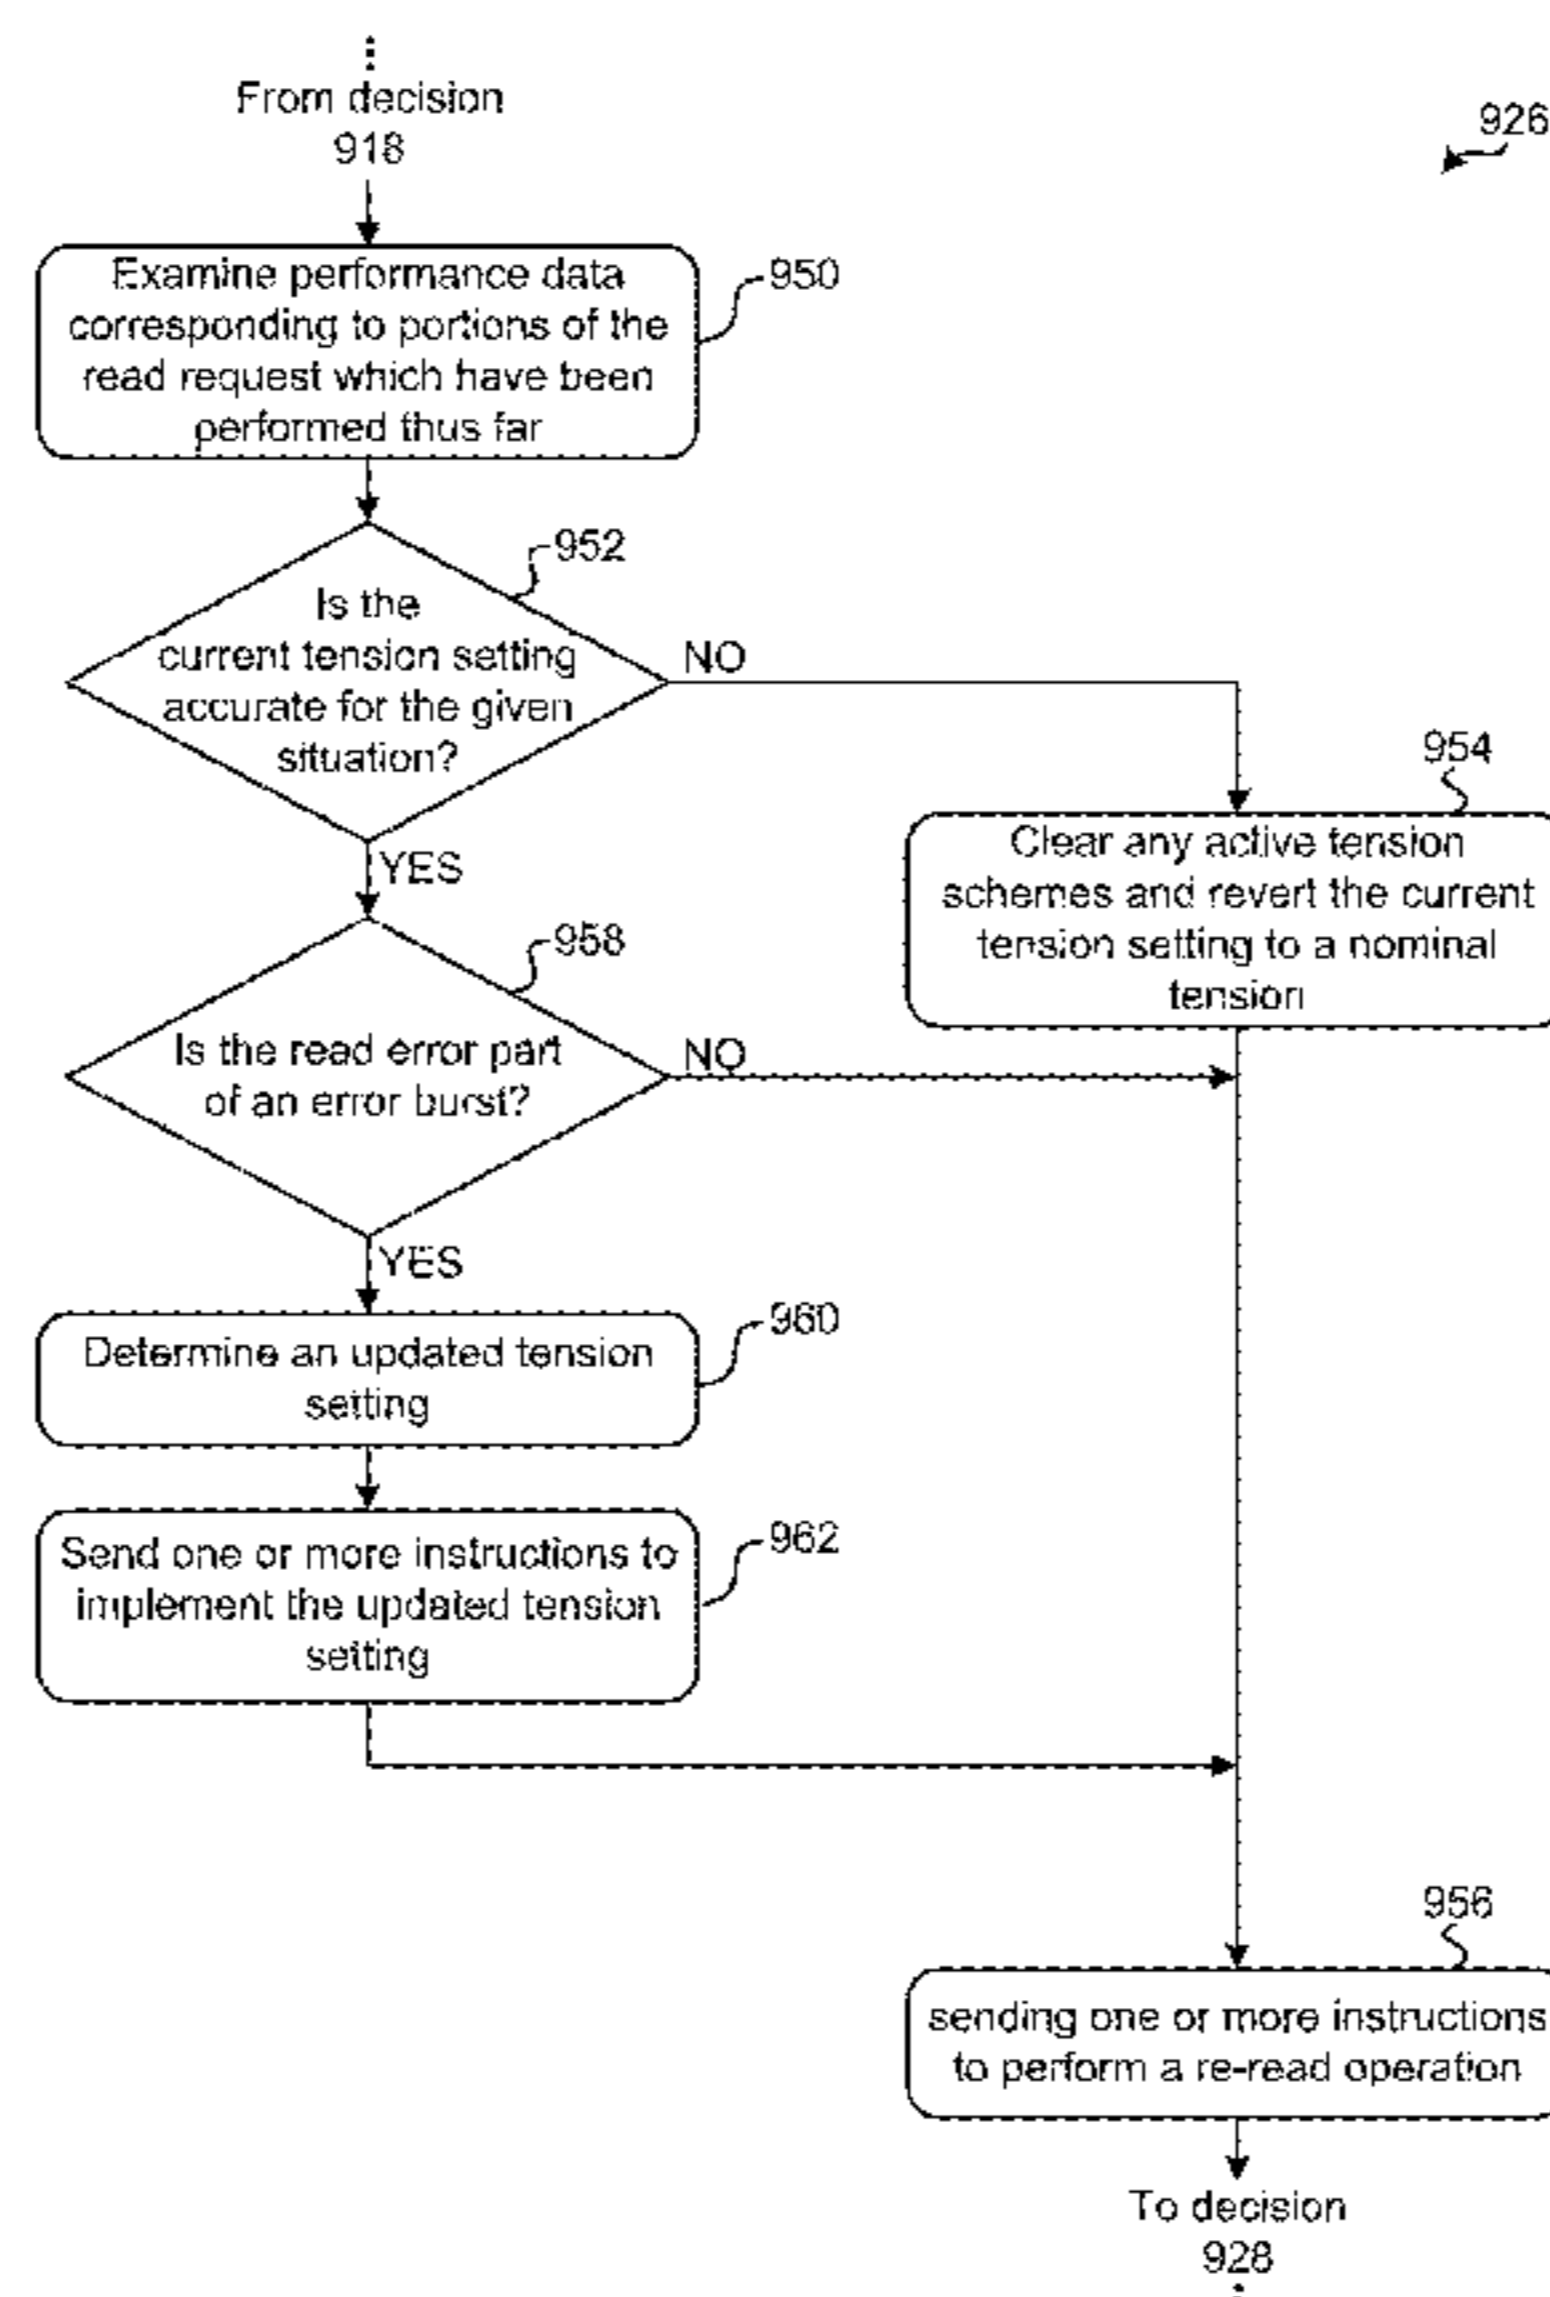 From decision
918
926
Examine performance data
corresponding to portions of the
read request which have been
performed thus far
950
952
Is the
current tension setting
accurate for the given
situation?
NO
YES
954
Clear any active tension
schemes and revert the current
tension setting to a nominal
tension
958
Is the read error part
of an error burst?
NO
YES
960
Determine an updated tension
setting
962
Send one or more instructions to
implement the updated tension
setting
956
sending one or more instructions
to perform a re-read operation
To decision
928